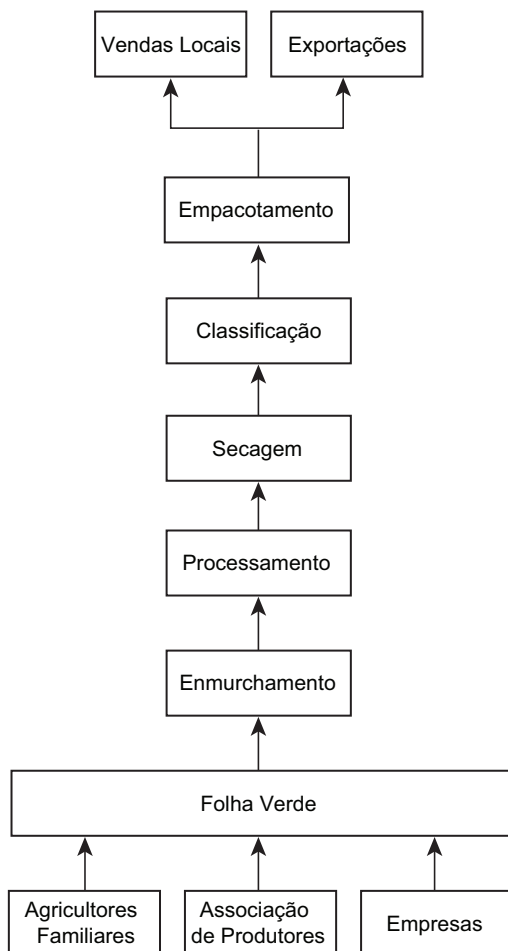 Vendas Locais
Exportações
Empacotamento
Classificação
Secagem
Processamento
Enmurchamento
Folha Verde
Agricultores
Familiares
Associação
de Produtores
Empresas